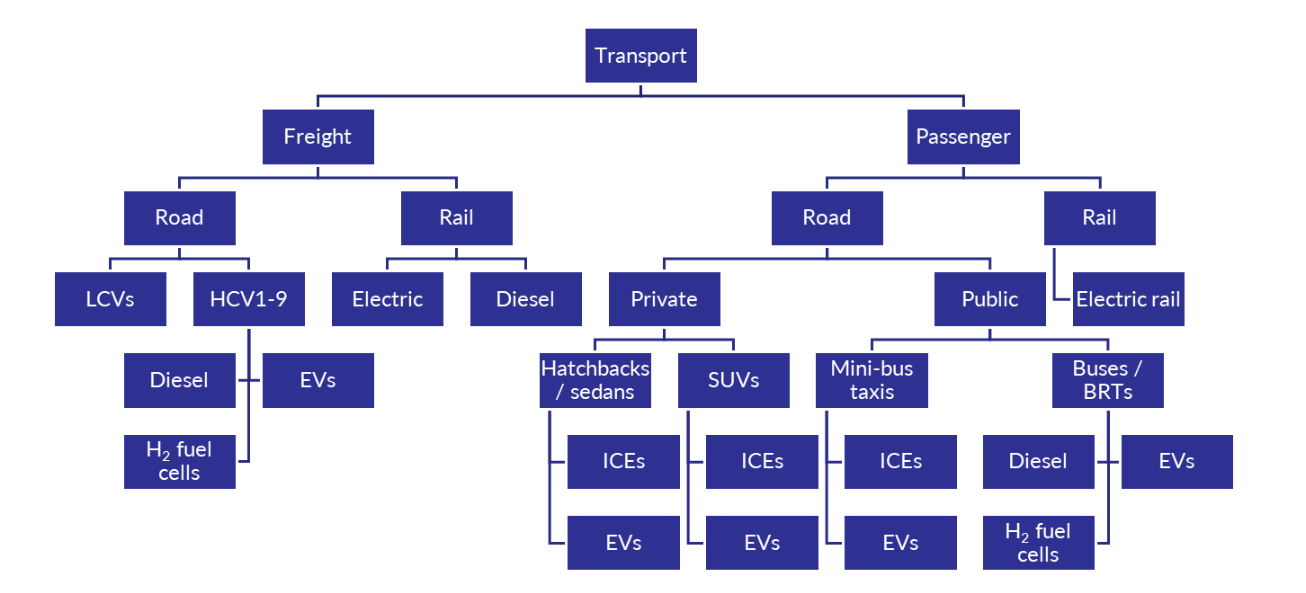 Transport
Freight
Passenger
Road
Rail
Road
Rail
LCVs
HCV1-9
Electric
Diesel
Private
Public
Electric rail
Diesel
EVs
Hatchbacks
/ sedans
SUVs
Mini-bus
taxis
Buses /
BRTs
H₂ fuel
cells
ICEs
ICEs
ICEs
Diesel
EVs
EVs
EVs
EVs
H₂ fuel
cells